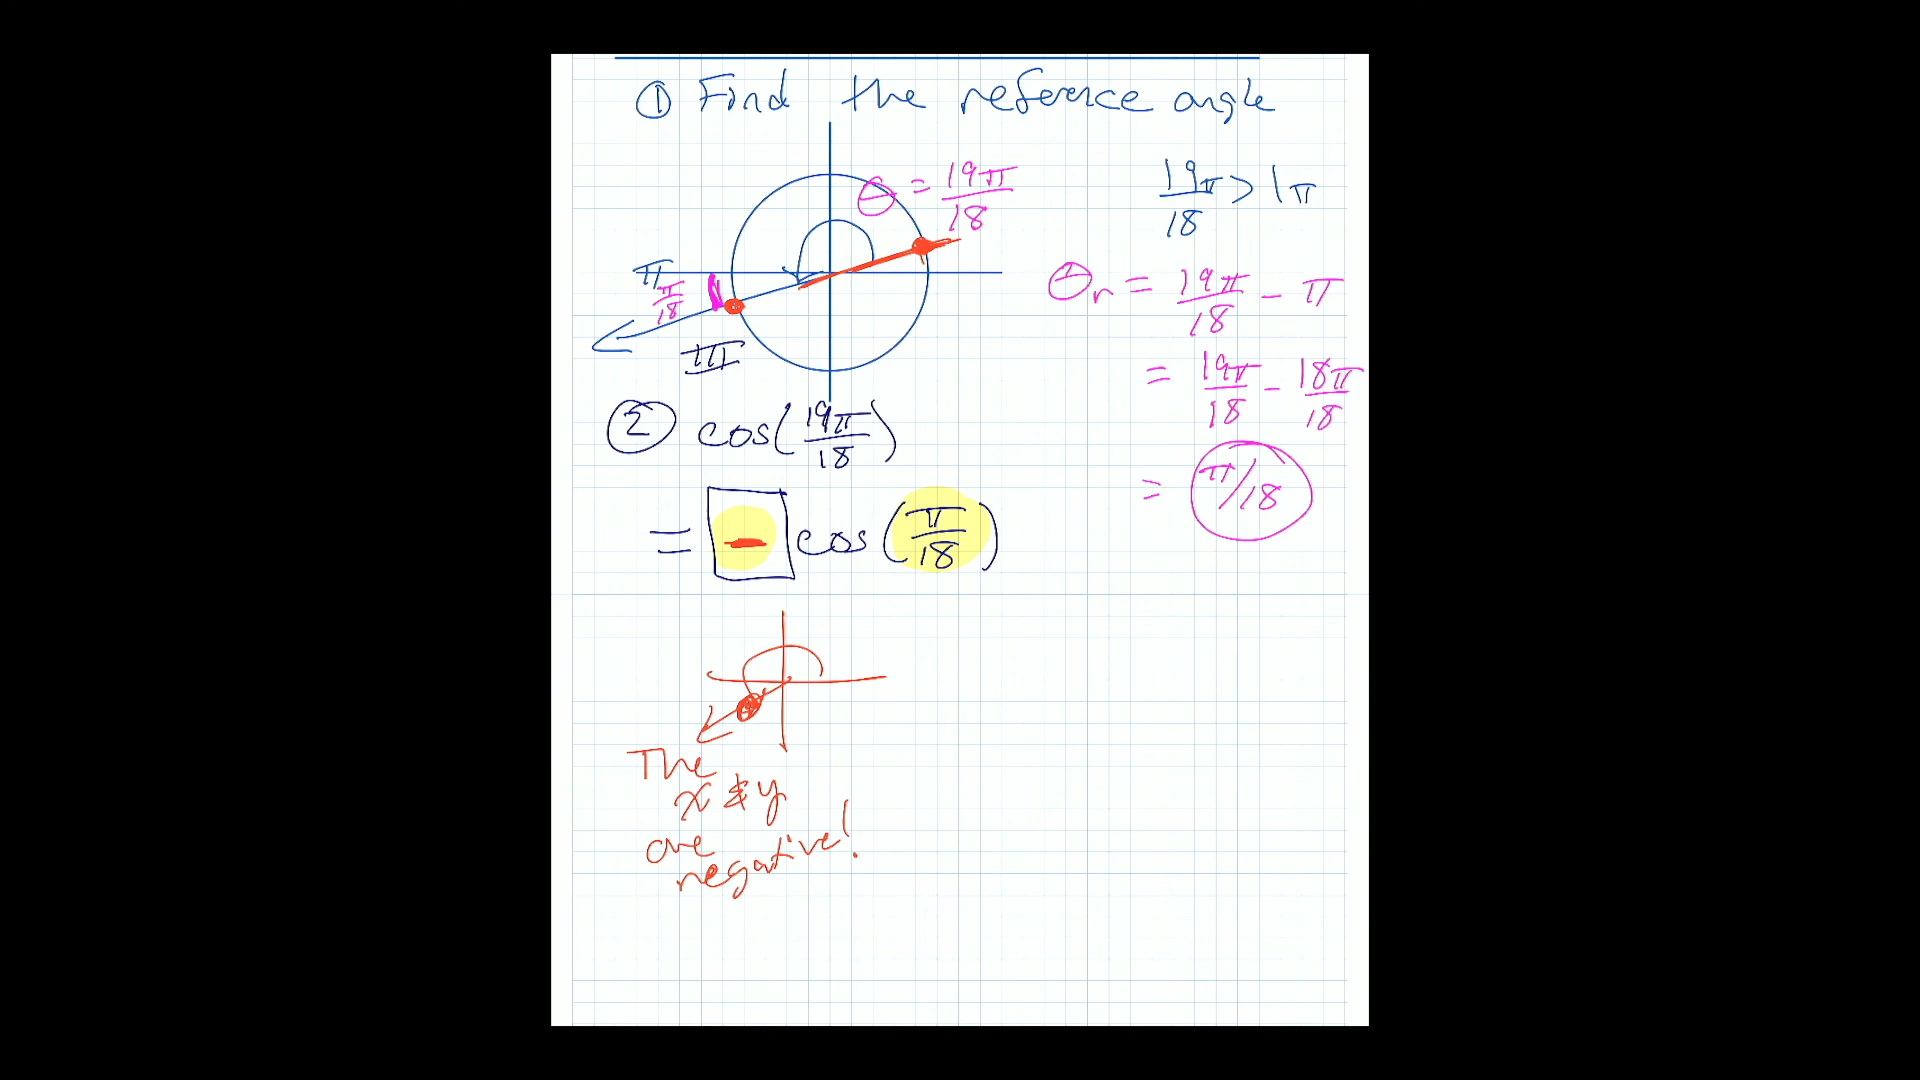 ① Find the reference angle
θ = 19π/18
19π/18 > 1π
π
π/18
III
θr = 19π/18 - π
= 19π/18 - 18π/18
= π/18
② cos(19π/18)
= - cos(π/18)
The
x & y
are
negative!